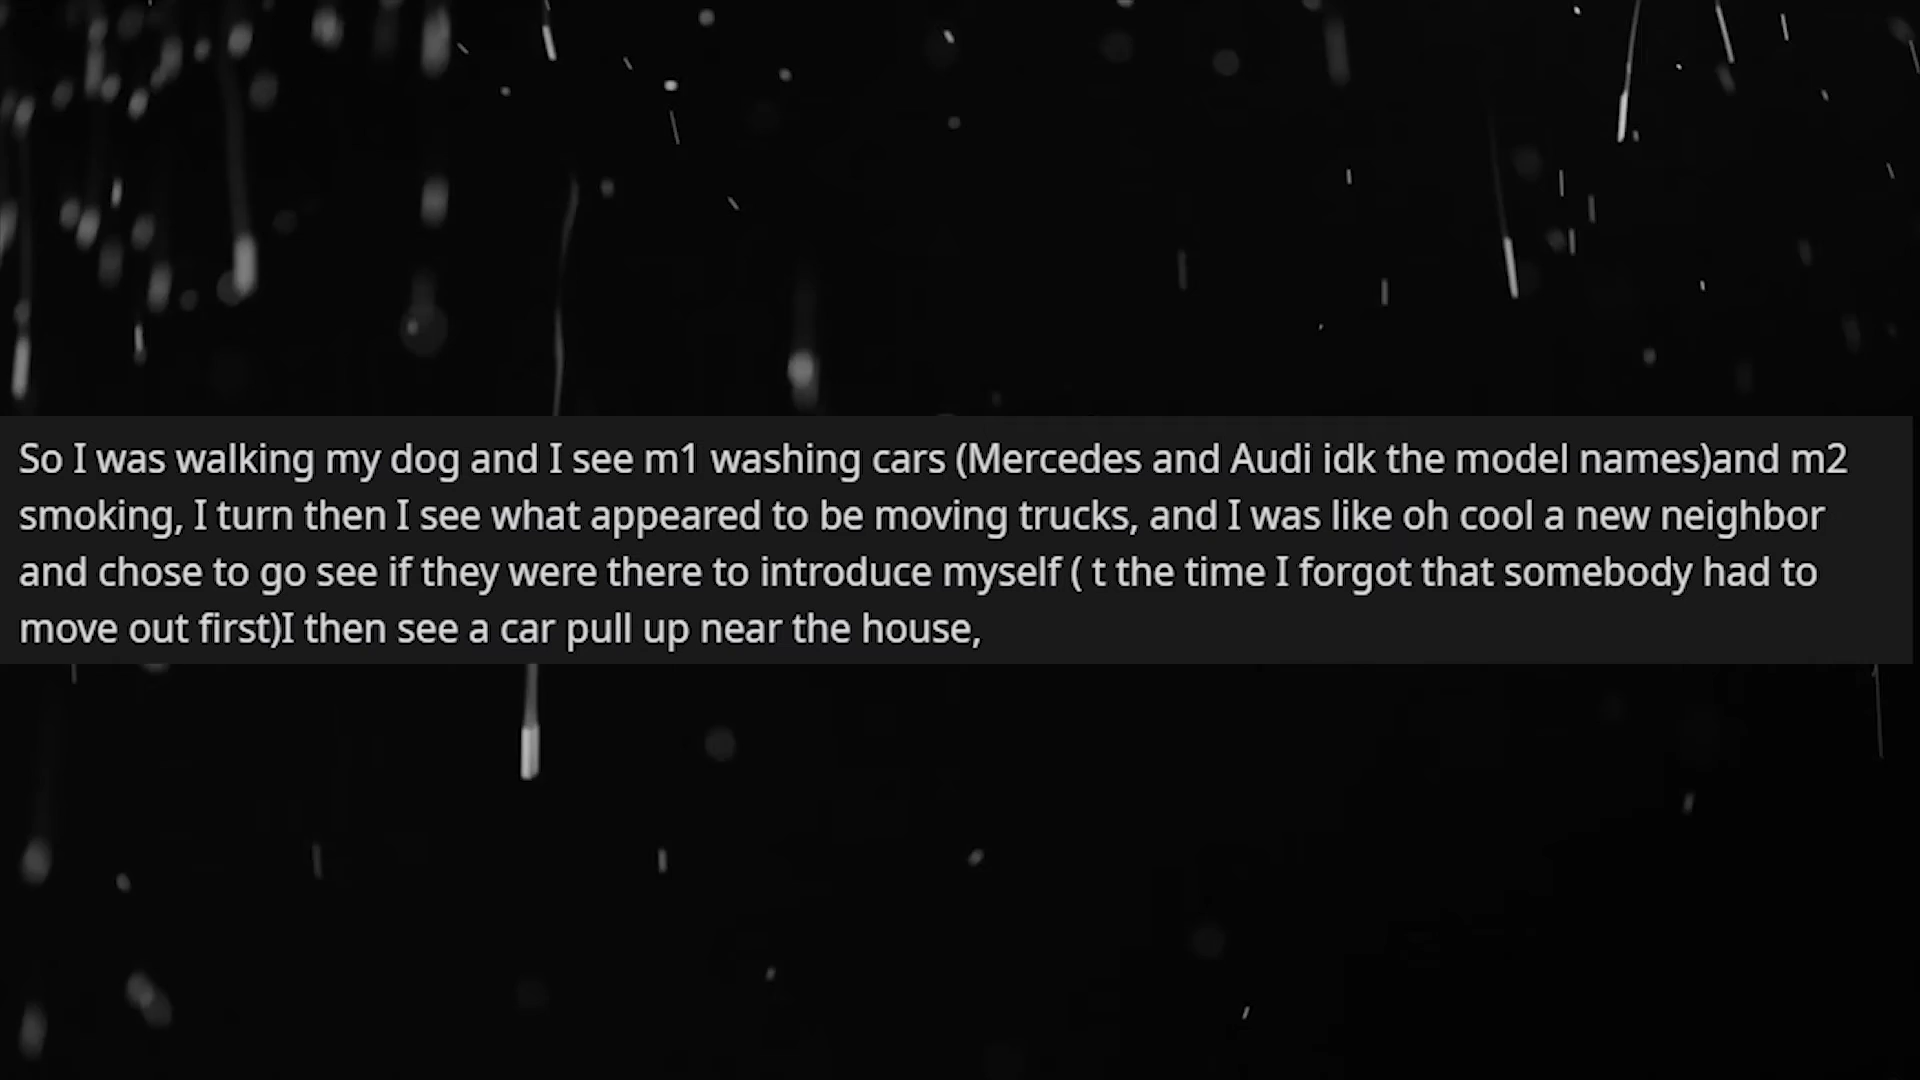 So I was walking my dog and I see m1 washing cars (Mercedes and Audi idk the model names)and m2
smoking, I turn then I see what appeared to be moving trucks, and I was like oh cool a new neighbor
and chose to go see if they were there to introduce myself ( t the time I forgot that somebody had to
move out first)I then see a car pull up near the house,